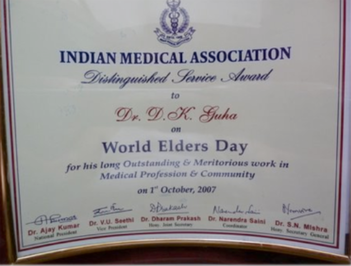 INDIAN MEDICAL ASSOCIATION
Distinguished Service Award
to
Dr. D.K. Guha
on
World Elders Day
for his long Outstanding & Meritorious work in
Medical Profession & Community
on 1st October, 2007
Dr. Ajay Kumar Dr. V.U. Seethi Dr. Dharam Prakash Dr. Narendra Saini Dr. S.N. Mishra
National President Vice President Hony. Joint Secretary Coordinator Hony. Secretary General